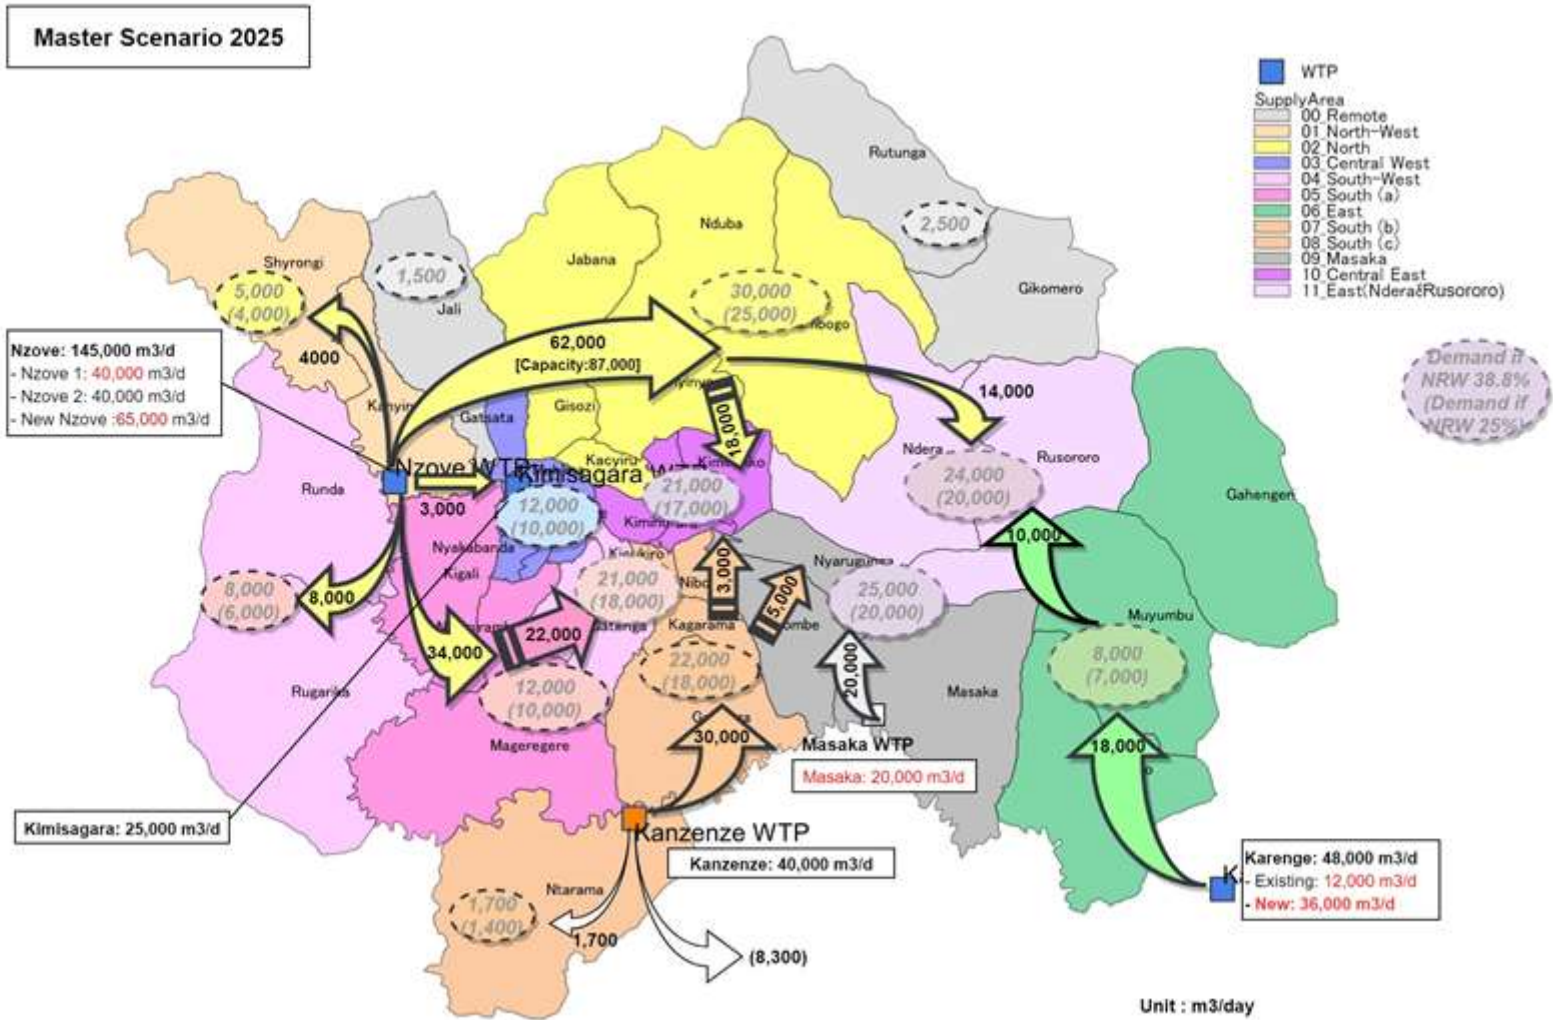 Master Scenario 2025
WTP
SupplyArea
00_Remote
01_North-West
02_North
03_Central West
04_South-West
05_South (a)
06_East
07_South (b)
08_South (c)
09_Masaka
10_Central East
11_East(Ndera&Rusororo)
Demand if
NRW 38.8%
(Demand if
NRW 25%)
Rutunga
2,500
Gikomero
Nduba
Jabana
30,000
(25,000)
Shyrongi
5,000
(4,000)
1,500
Jali
4000
62,000
[Capacity:87,000]
14,000
Nzove: 145,000 m3/d
- Nzove 1: 40,000 m3/d
- Nzove 2: 40,000 m3/d
- New Nzove :65,000 m3/d
Gatsata
Gisozi
18,000
Kacyiru
Ndera
Rusororo
24,000
(20,000)
Gahengeri
Runda
Nzove WTP
Kimisagara
3,000
12,000
(10,000)
21,000
(17,000)
10,000
Nyakabanda
Kigali
Nyarugunga
25,000
(20,000)
21,000
(18,000)
3,000
5,000
8,000
(6,000)
8,000
34,000
22,000
Kagarama
22,000
(18,000)
20,000
Muyumbu
8,000
(7,000)
Rugarika
12,000
(10,000)
Mageregere
Masaka
30,000
18,000
Masaka WTP
Masaka: 20,000 m3/d
Kimisagara: 25,000 m3/d
Kanzenze WTP
Kanzenze: 40,000 m3/d
Karenge: 48,000 m3/d
- Existing: 12,000 m3/d
- New: 36,000 m3/d
Ntarama
1,700
(1,400)
1,700
(8,300)
Unit : m3/day